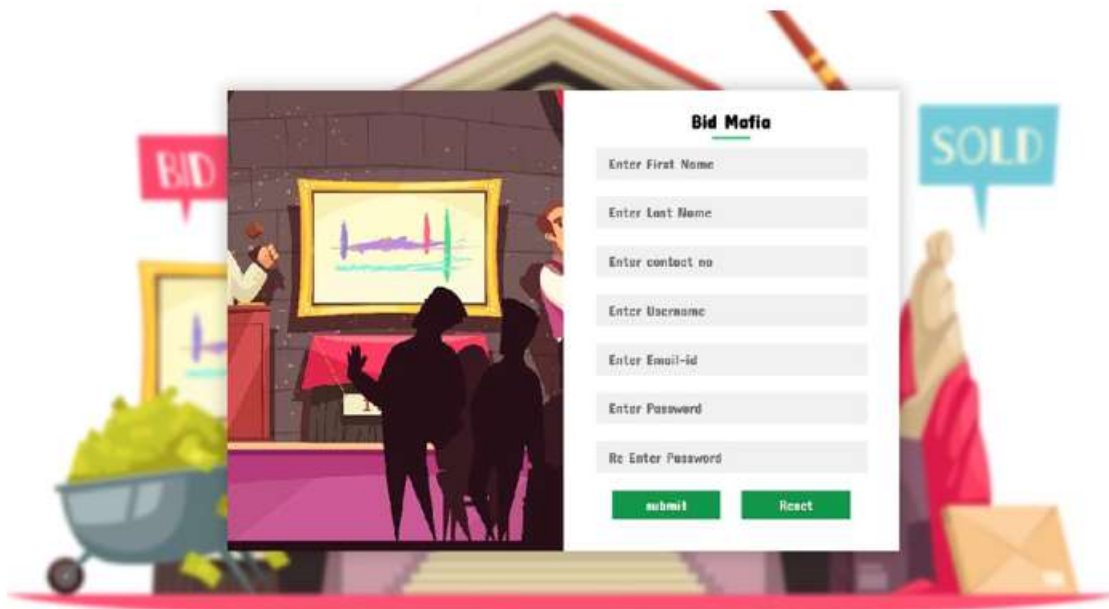 BID
SOLD
Bid Mafia
Enter First Name
Enter Last Name
Enter contact no
Enter Username
Enter Email-id
Enter Password
Re Enter Password
submit
Reset